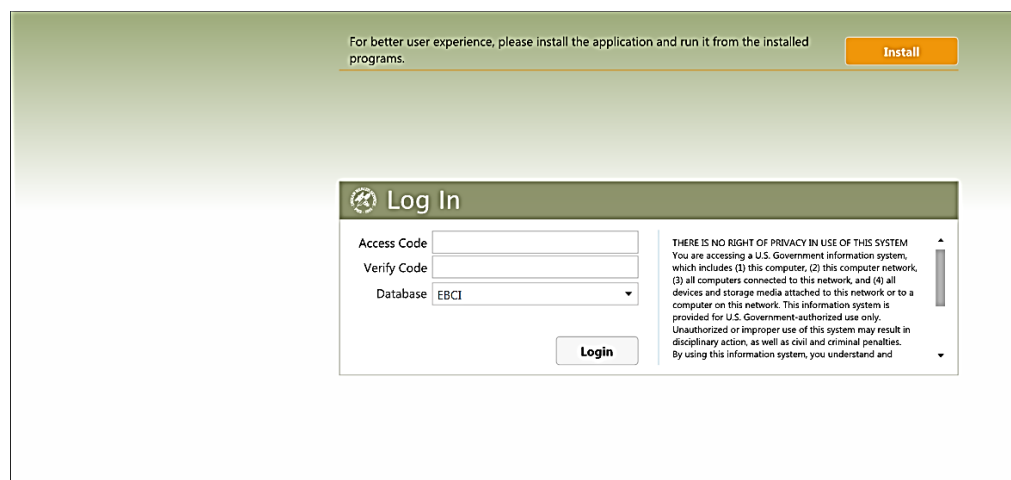 For better user experience, please install the application and run it from the installed
programs.
Install
Log In
Access Code
Verify Code
Database
EBCI
Login
THERE IS NO RIGHT OF PRIVACY IN USE OF THIS SYSTEM
You are accessing a U.S. Government information system,
which includes (1) this computer, (2) this computer network,
(3) all computers connected to this network, and (4) all
devices and storage media attached to this network or to a
computer on this network. This information system is
provided for U.S. Government-authorized use only.
Unauthorized or improper use of this system may result in
disciplinary action, as well as civil and criminal penalties.
By using this information system, you understand and